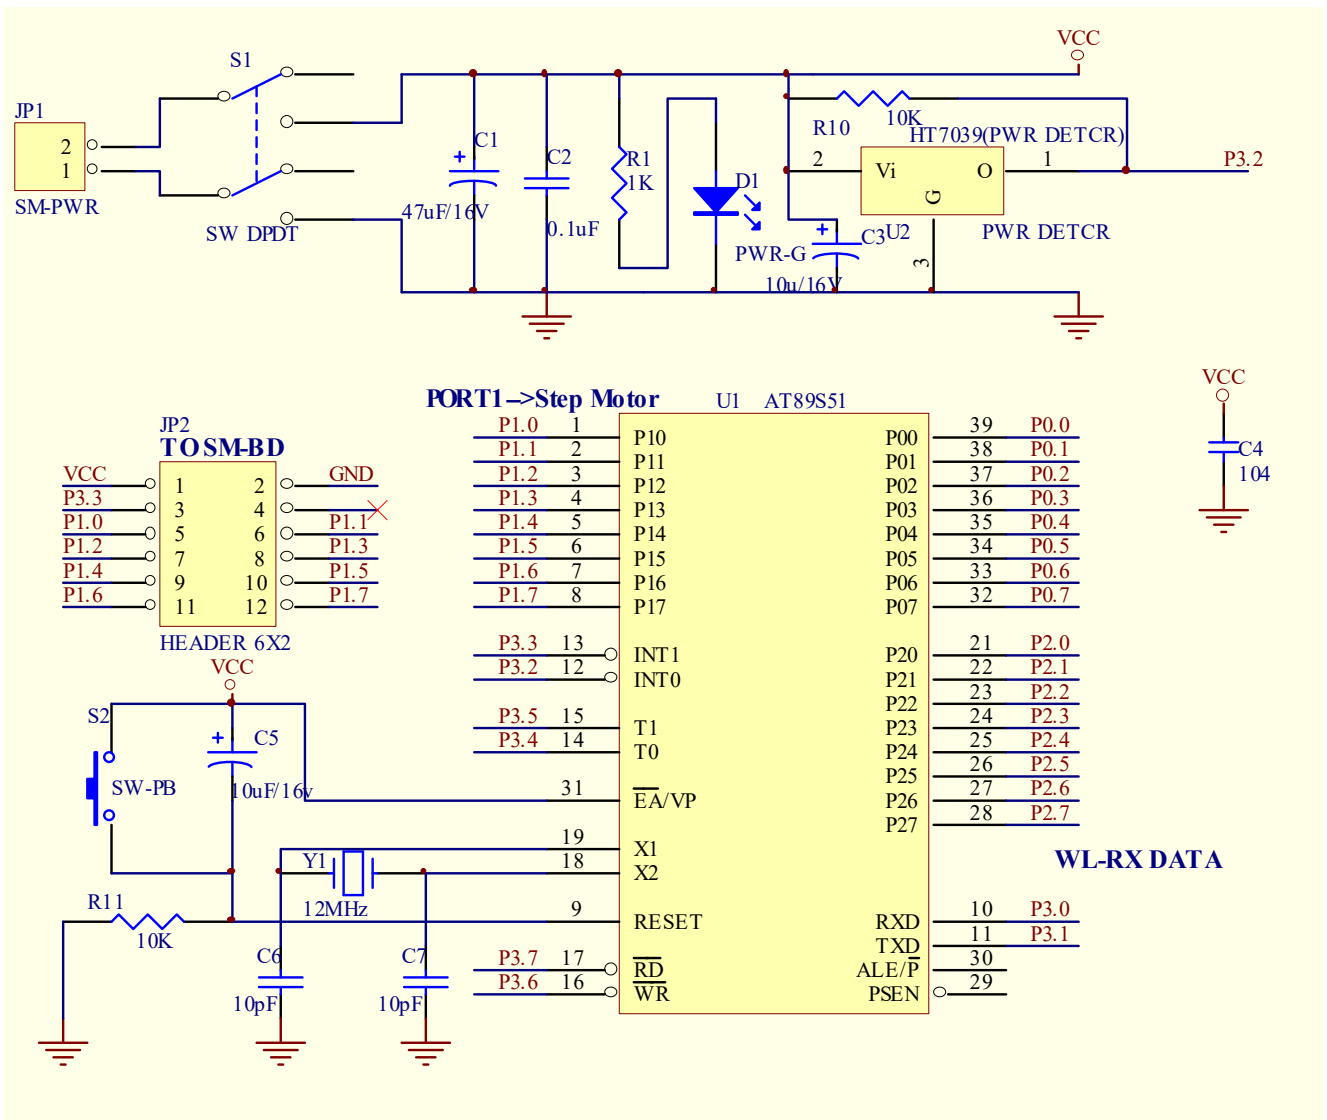 VCC
S1
JP1
2
1
SM-PWR
SW DPDT
C1
47uF/16V
C2
0.1uF
R1
1K
D1
PWR-G
R10
10K
HT7039(PWR DETCR)
2
Vi
O
1
G
3
P3.2
C3
10u/16V
U2
PWR DETCR
VCC
C4
104
PORT1-->Step Motor
U1 AT89S51
JP2
TO SM-BD
VCC 1 2 GND
P3.3 3 4
P1.0 5 6 P1.1
P1.2 7 8 P1.3
P1.4 9 10 P1.5
P1.6 11 12 P1.7
HEADER 6X2
P1.0 1 P10
P1.1 2 P11
P1.2 3 P12
P1.3 4 P13
P1.4 5 P14
P1.5 6 P15
P1.6 7 P16
P1.7 8 P17
P3.3 13 INT1
P3.2 12 INT0
P3.5 15 T1
P3.4 14 T0
31 EA/VP
19 X1
18 X2
9 RESET
P3.7 17 RD
P3.6 16 WR
P00 39 P0.0
P01 38 P0.1
P02 37 P0.2
P03 36 P0.3
P04 35 P0.4
P05 34 P0.5
P06 33 P0.6
P07 32 P0.7
P20 21 P2.0
P21 22 P2.1
P22 23 P2.2
P23 24 P2.3
P24 25 P2.4
P25 26 P2.5
P26 27 P2.6
P27 28 P2.7
WL-RX DATA
RXD 10 P3.0
TXD 11 P3.1
ALE/P 30
PSEN 29
VCC
S2
SW-PB
C5
10uF/16v
R11
10K
Y1
12MHz
C6
10pF
C7
10pF